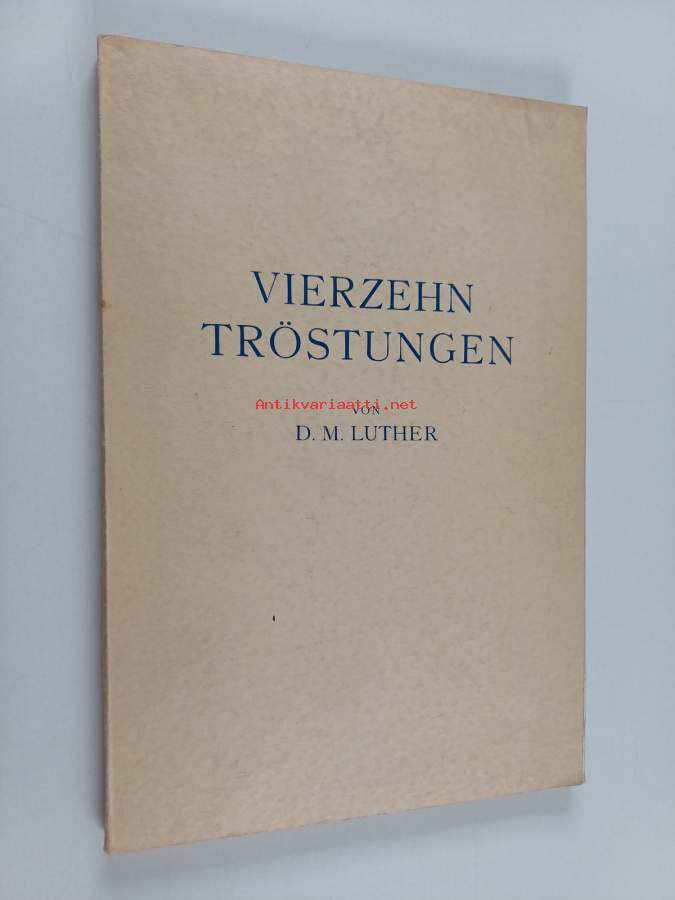 VIERZEHN
TRÖSTUNGEN
Antikvariaatti.net
VON
D. M. LUTHER